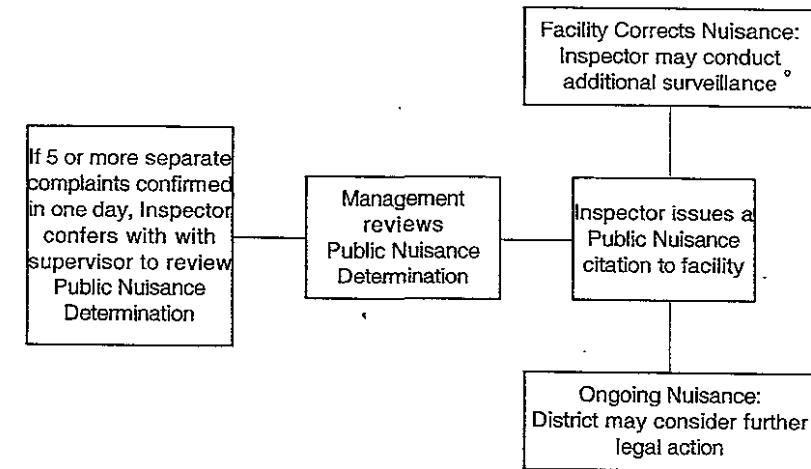 If 5 or more separate
complaints confirmed
in one day, Inspector
confers with with
supervisor to review
Public Nuisance
Determination
Management
reviews
Public Nuisance
Determination
Inspector issues a
Public Nuisance
citation to facility
Facility Corrects Nuisance:
Inspector may conduct
additional surveillance
Ongoing Nuisance:
District may consider further
legal action